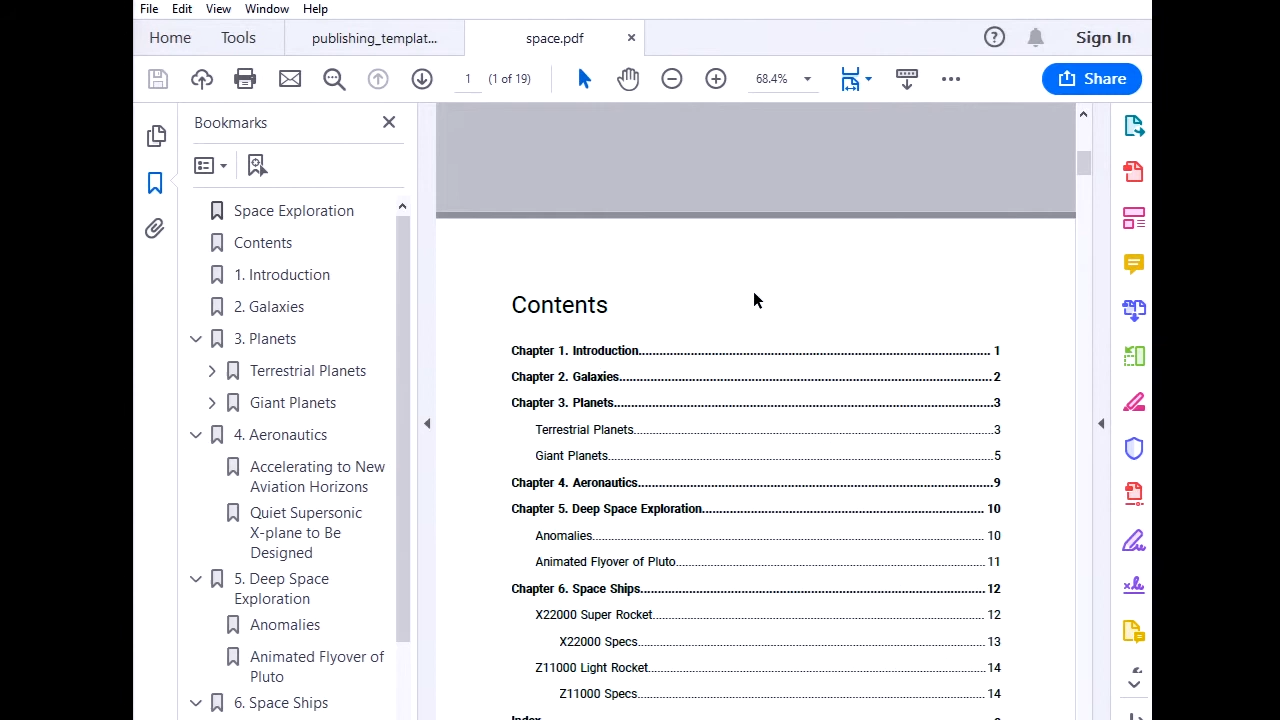 File Edit View Window Help
Home Tools publishing_templat... space.pdf Sign In
1 (1 of 19) 68.4% Share
Bookmarks
Space Exploration
Contents
1. Introduction
2. Galaxies
3. Planets
Terrestrial Planets
Giant Planets
4. Aeronautics
Accelerating to New
Aviation Horizons
Quiet Supersonic
X-plane to Be
Designed
5. Deep Space
Exploration
Anomalies
Animated Flyover of
Pluto
6. Space Ships
Contents
Chapter 1. Introduction........ 1
Chapter 2. Galaxies........ 2
Chapter 3. Planets........ 3
Terrestrial Planets........ 3
Giant Planets........ 5
Chapter 4. Aeronautics........ 9
Chapter 5. Deep Space Exploration........ 10
Anomalies........ 10
Animated Flyover of Pluto........ 11
Chapter 6. Space Ships........ 12
X22000 Super Rocket........ 12
X22000 Specs........ 13
Z11000 Light Rocket........ 14
Z11000 Specs........ 14
Index